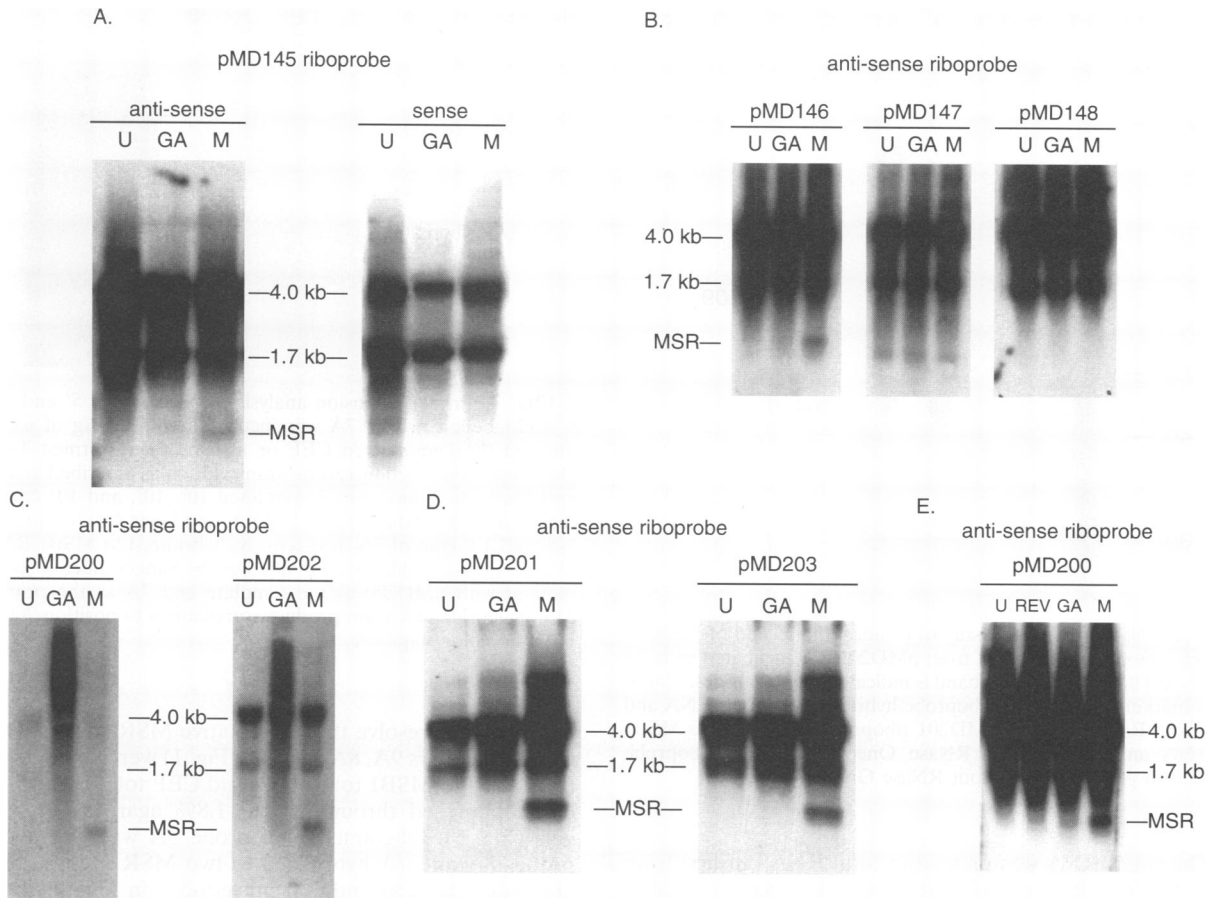 A.
pMD145 riboprobe
anti-sense
sense
U GA M
U GA M
—4.0 kb—
—1.7 kb—
—MSR
B.
anti-sense riboprobe
pMD146 pMD147 pMD148
U GA M U GA M U GA M
4.0 kb—
1.7 kb—
MSR—
C.
anti-sense riboprobe
pMD200 pMD202
U GA M U GA M
—4.0 kb—
—1.7 kb—
—MSR—
D.
anti-sense riboprobe
pMD201 pMD203
U GA M U GA M
—4.0 kb—
—1.7 kb—
—MSR—
E.
anti-sense riboprobe
pMD200
U REV GA M
—4.0 kb
—1.7 kb
—MSR